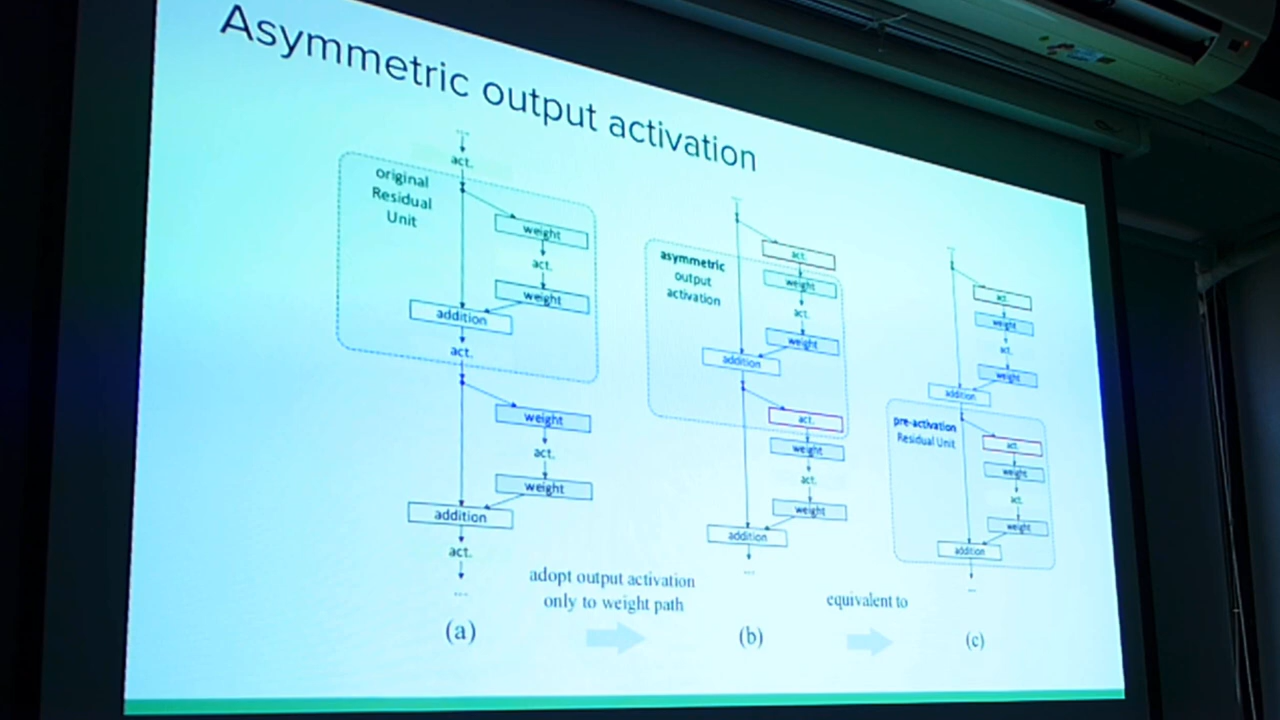 Asymmetric output activation
...
act.
original
Residual
Unit
weight
act.
weight
addition
act.
weight
act.
weight
addition
act.
...
(a)
adopt output activation
only to weight path
...
act.
asymmetric
output
activation
weight
act.
weight
addition
act.
weight
act.
weight
addition
...
(b)
equivalent to
...
act.
weight
act.
weight
addition
pre-activation
Residual Unit
act.
weight
act.
weight
addition
...
(c)